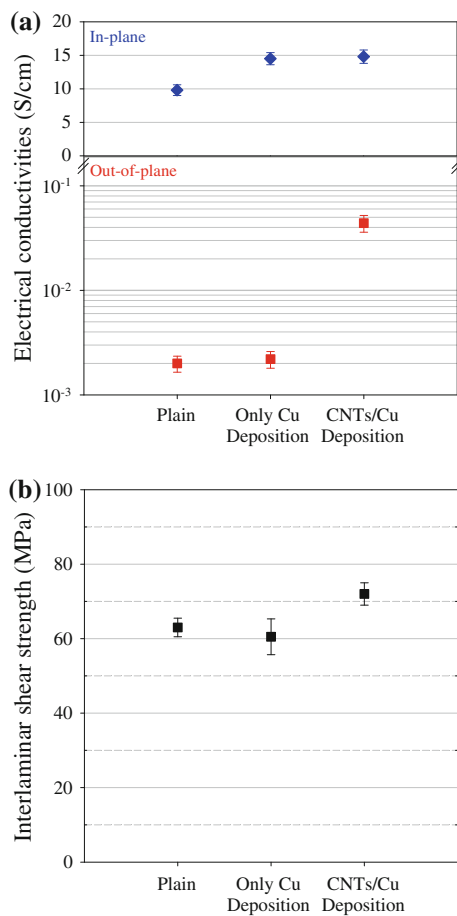 (a)
Electrical conductivities (S/cm)
20
In-plane
15
10
5
0
Out-of-plane
10⁻¹
10⁻²
10⁻³
Plain
Only Cu
Deposition
CNTs/Cu
Deposition
(b)
Interlaminar shear strength (MPa)
100
80
60
40
20
0
Plain
Only Cu
Deposition
CNTs/Cu
Deposition